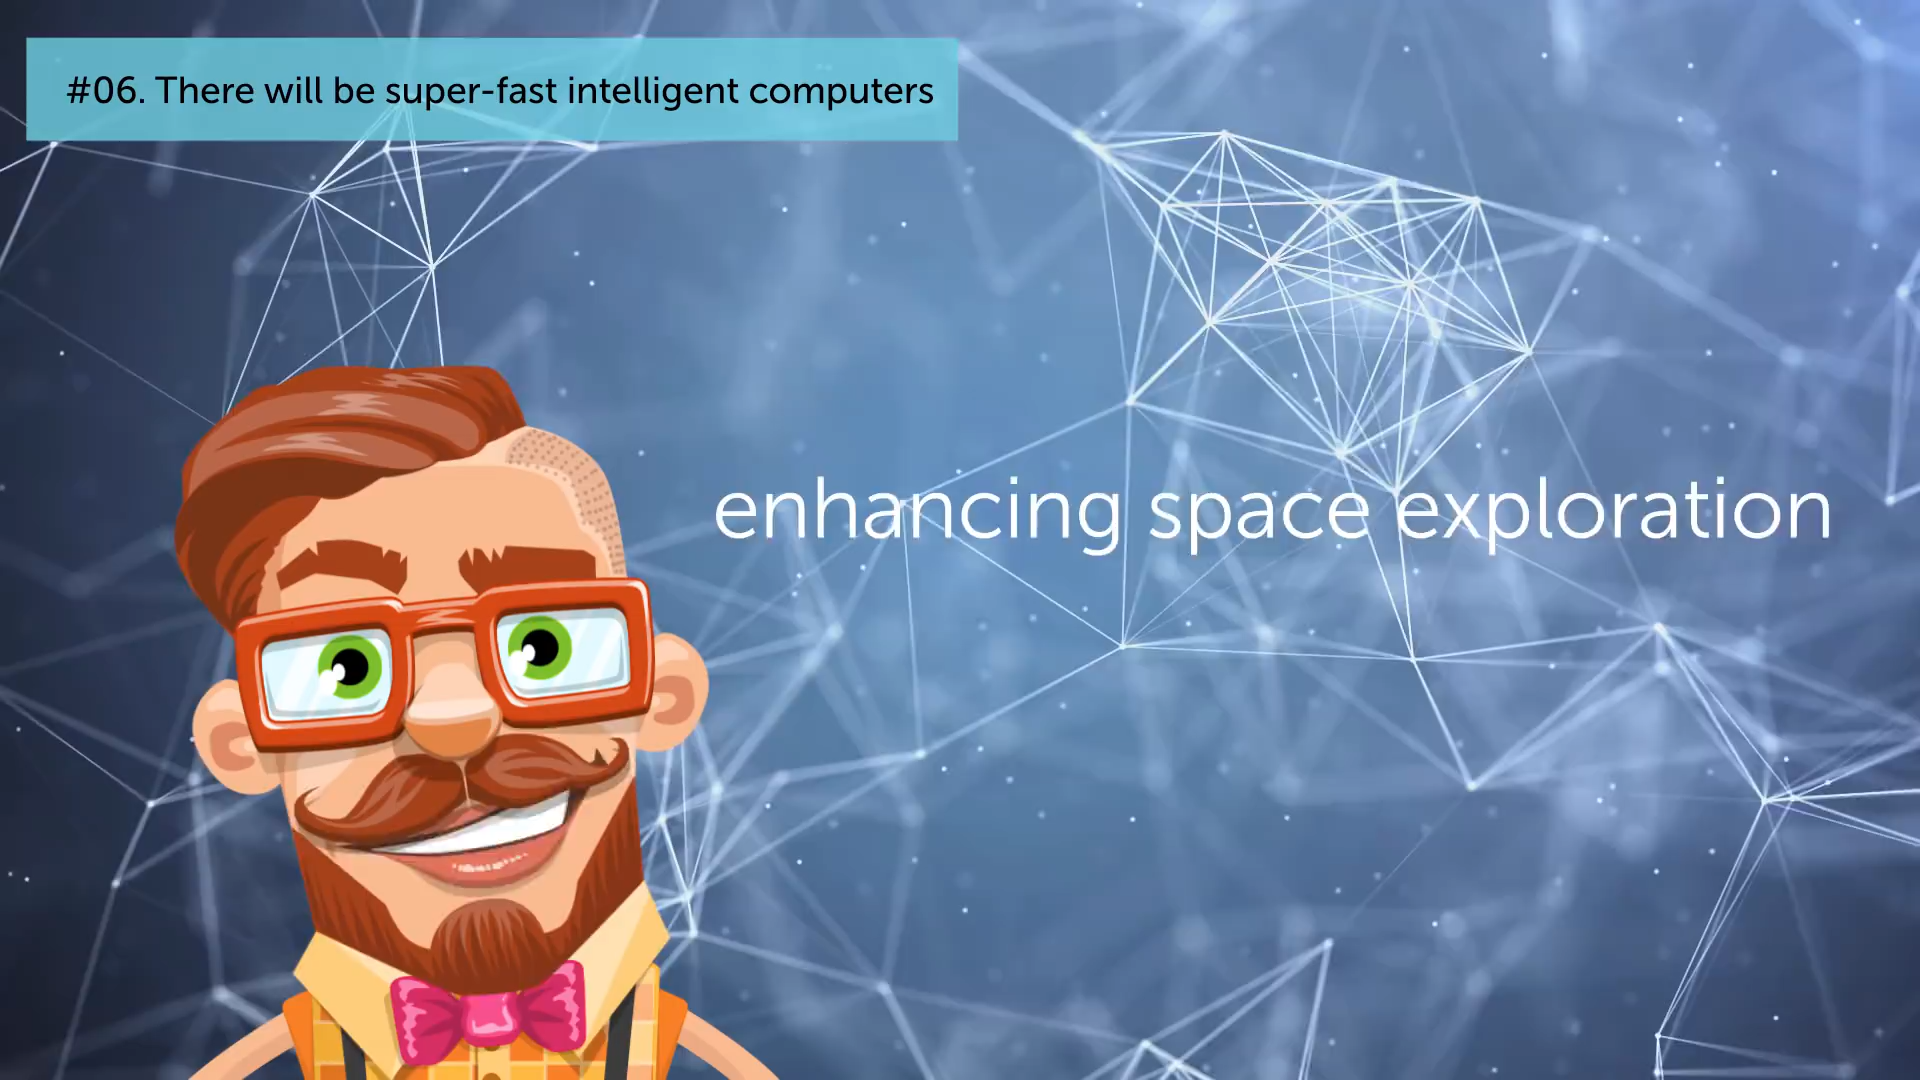 #06. There will be super-fast intelligent computers
enhancing space exploration